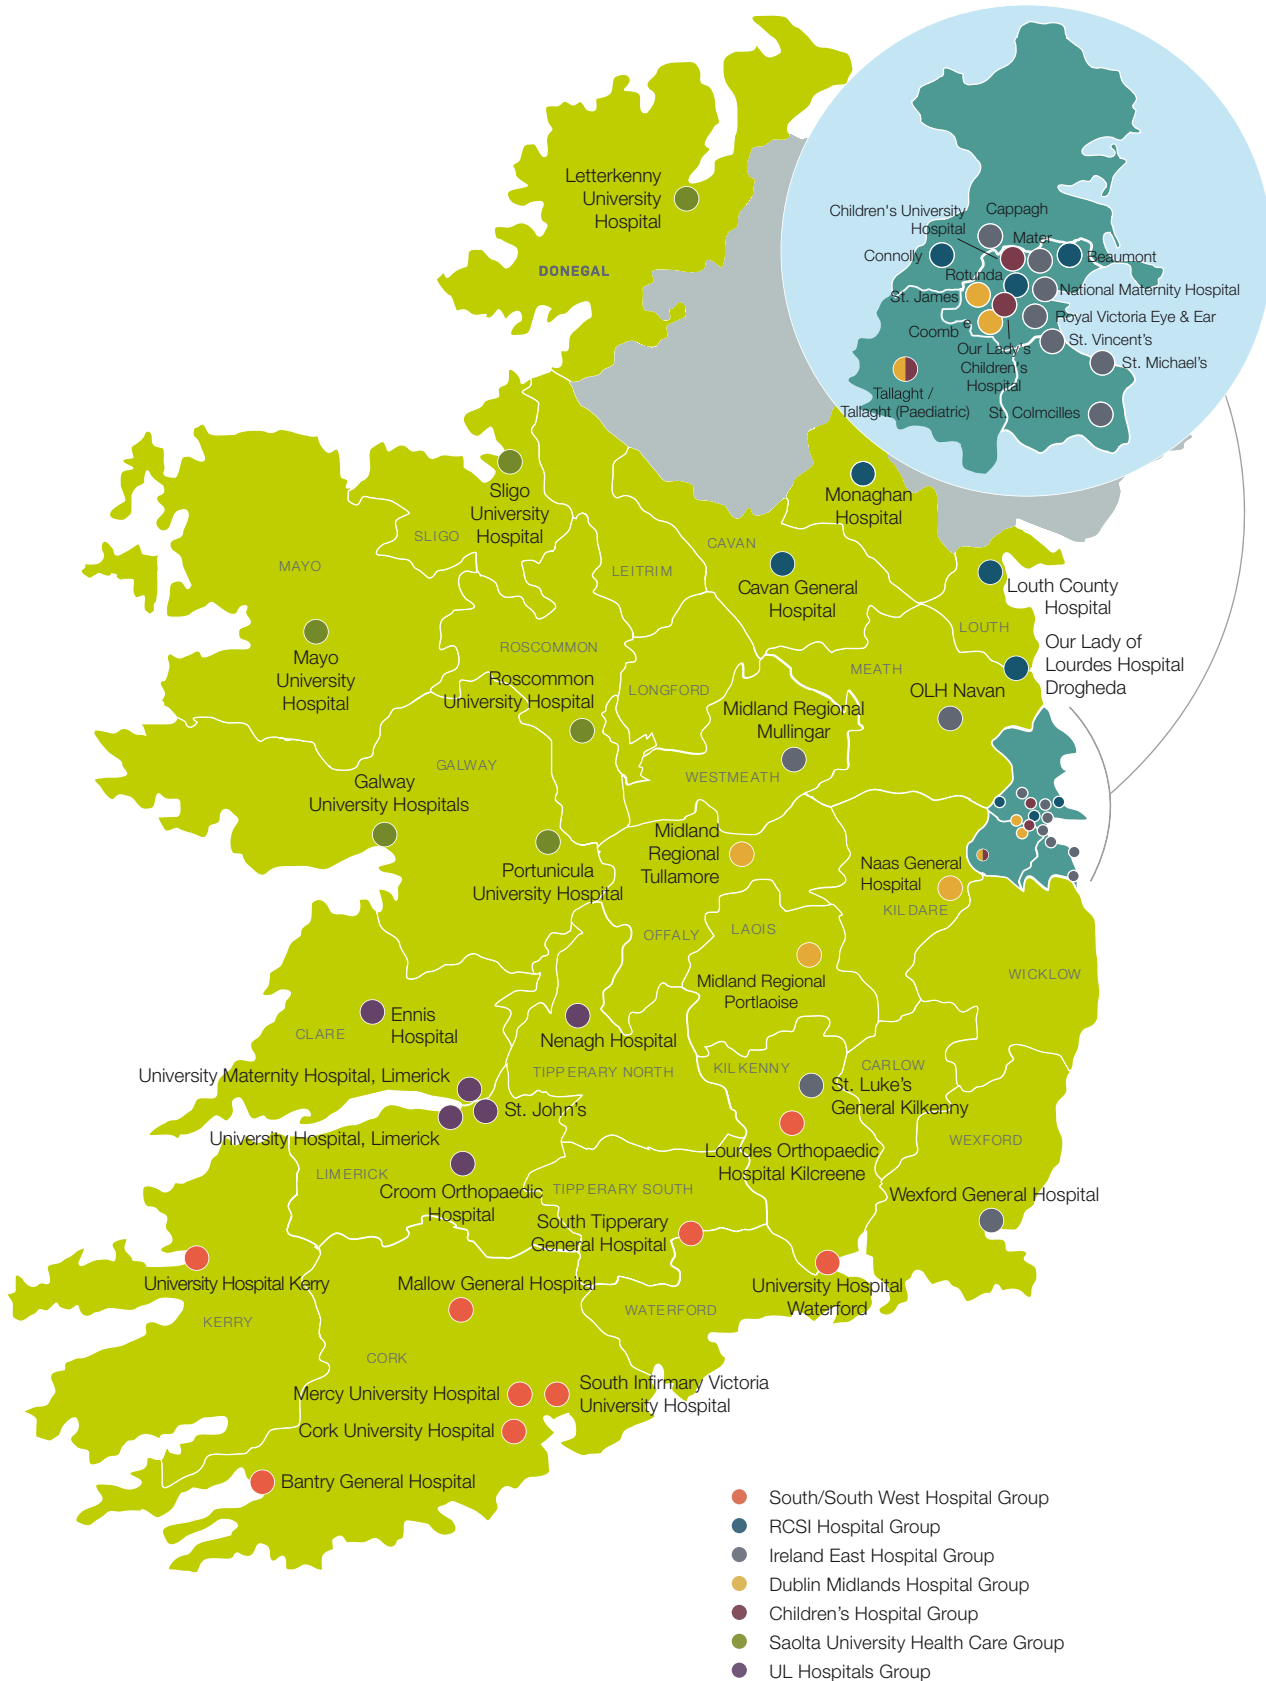 Letterkenny
University
Hospital
DONEGAL
Children's University
Hospital
Cappagh
Mater
Connolly
Beaumont
Rotunda
St. James
National Maternity Hospital
Coomb e
Royal Victoria Eye & Ear
Our Lady's
Children's
Hospital
St. Vincent's
St. Michael's
Tallaght /
Tallaght (Paediatric)
St. Colmcilles
Sligo
University
Hospital
SLIGO
MAYO
LEITRIM
CAVAN
Monaghan
Hospital
Cavan General
Hospital
Louth County
Hospital
LOUTH
Our Lady of
Lourdes Hospital
Drogheda
Mayo
University
Hospital
ROSCOMMON
Roscommon
University Hospital
LONGFORD
MEATH
OLH Navan
Midland Regional
Mullingar
WESTMEATH
GALWAY
Galway
University Hospitals
Portunicula
University Hospital
Midland
Regional
Tullamore
Naas General
Hospital
KILDARE
OFFALY
LAOIS
Midland Regional
Portlaoise
WICKLOW
Ennis
Hospital
CLARE
Nenagh Hospital
TIPPERARY NORTH
University Maternity Hospital, Limerick
St. John's
University Hospital, Limerick
KILKENNY
CARLOW
St. Luke's
General Kilkenny
Lourdes Orthopaedic
Hospital Kilcreene
WEXFORD
Wexford General Hospital
LIMERICK
Croom Orthopaedic
Hospital
TIPPERARY SOUTH
South Tipperary
General Hospital
University Hospital Kerry
KERRY
Mallow General Hospital
University Hospital
Waterford
WATERFORD
CORK
Mercy University Hospital
South Infirmary Victoria
University Hospital
Cork University Hospital
Bantry General Hospital
South/South West Hospital Group
RCSI Hospital Group
Ireland East Hospital Group
Dublin Midlands Hospital Group
Children's Hospital Group
Saolta University Health Care Group
UL Hospitals Group